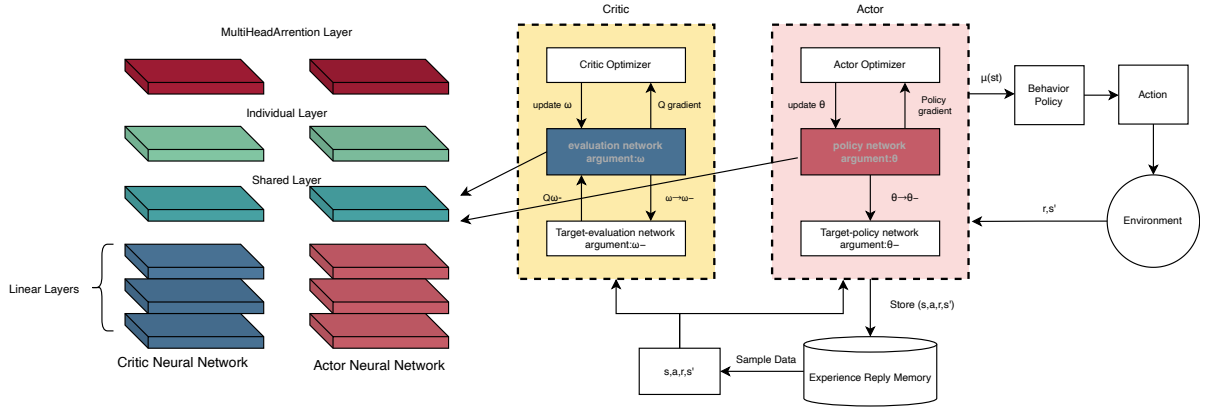 MultiHeadArrention Layer
Individual Layer
Shared Layer
Linear Layers
Critic Neural Network
Actor Neural Network
Critic
Critic Optimizer
update ω
Q gradient
evaluation network
argument:ω
Qω-
ω→ω−
Target-evaluation network
argument:ω−
Actor
Actor Optimizer
update θ
Policy
gradient
policy network
argument:θ
θ→θ−
Target-policy network
argument:θ−
μ(st)
Behavior
Policy
Action
Environment
r,s'
Store (s,a,r,s')
Experience Reply Memory
Sample Data
s,a,r,s'